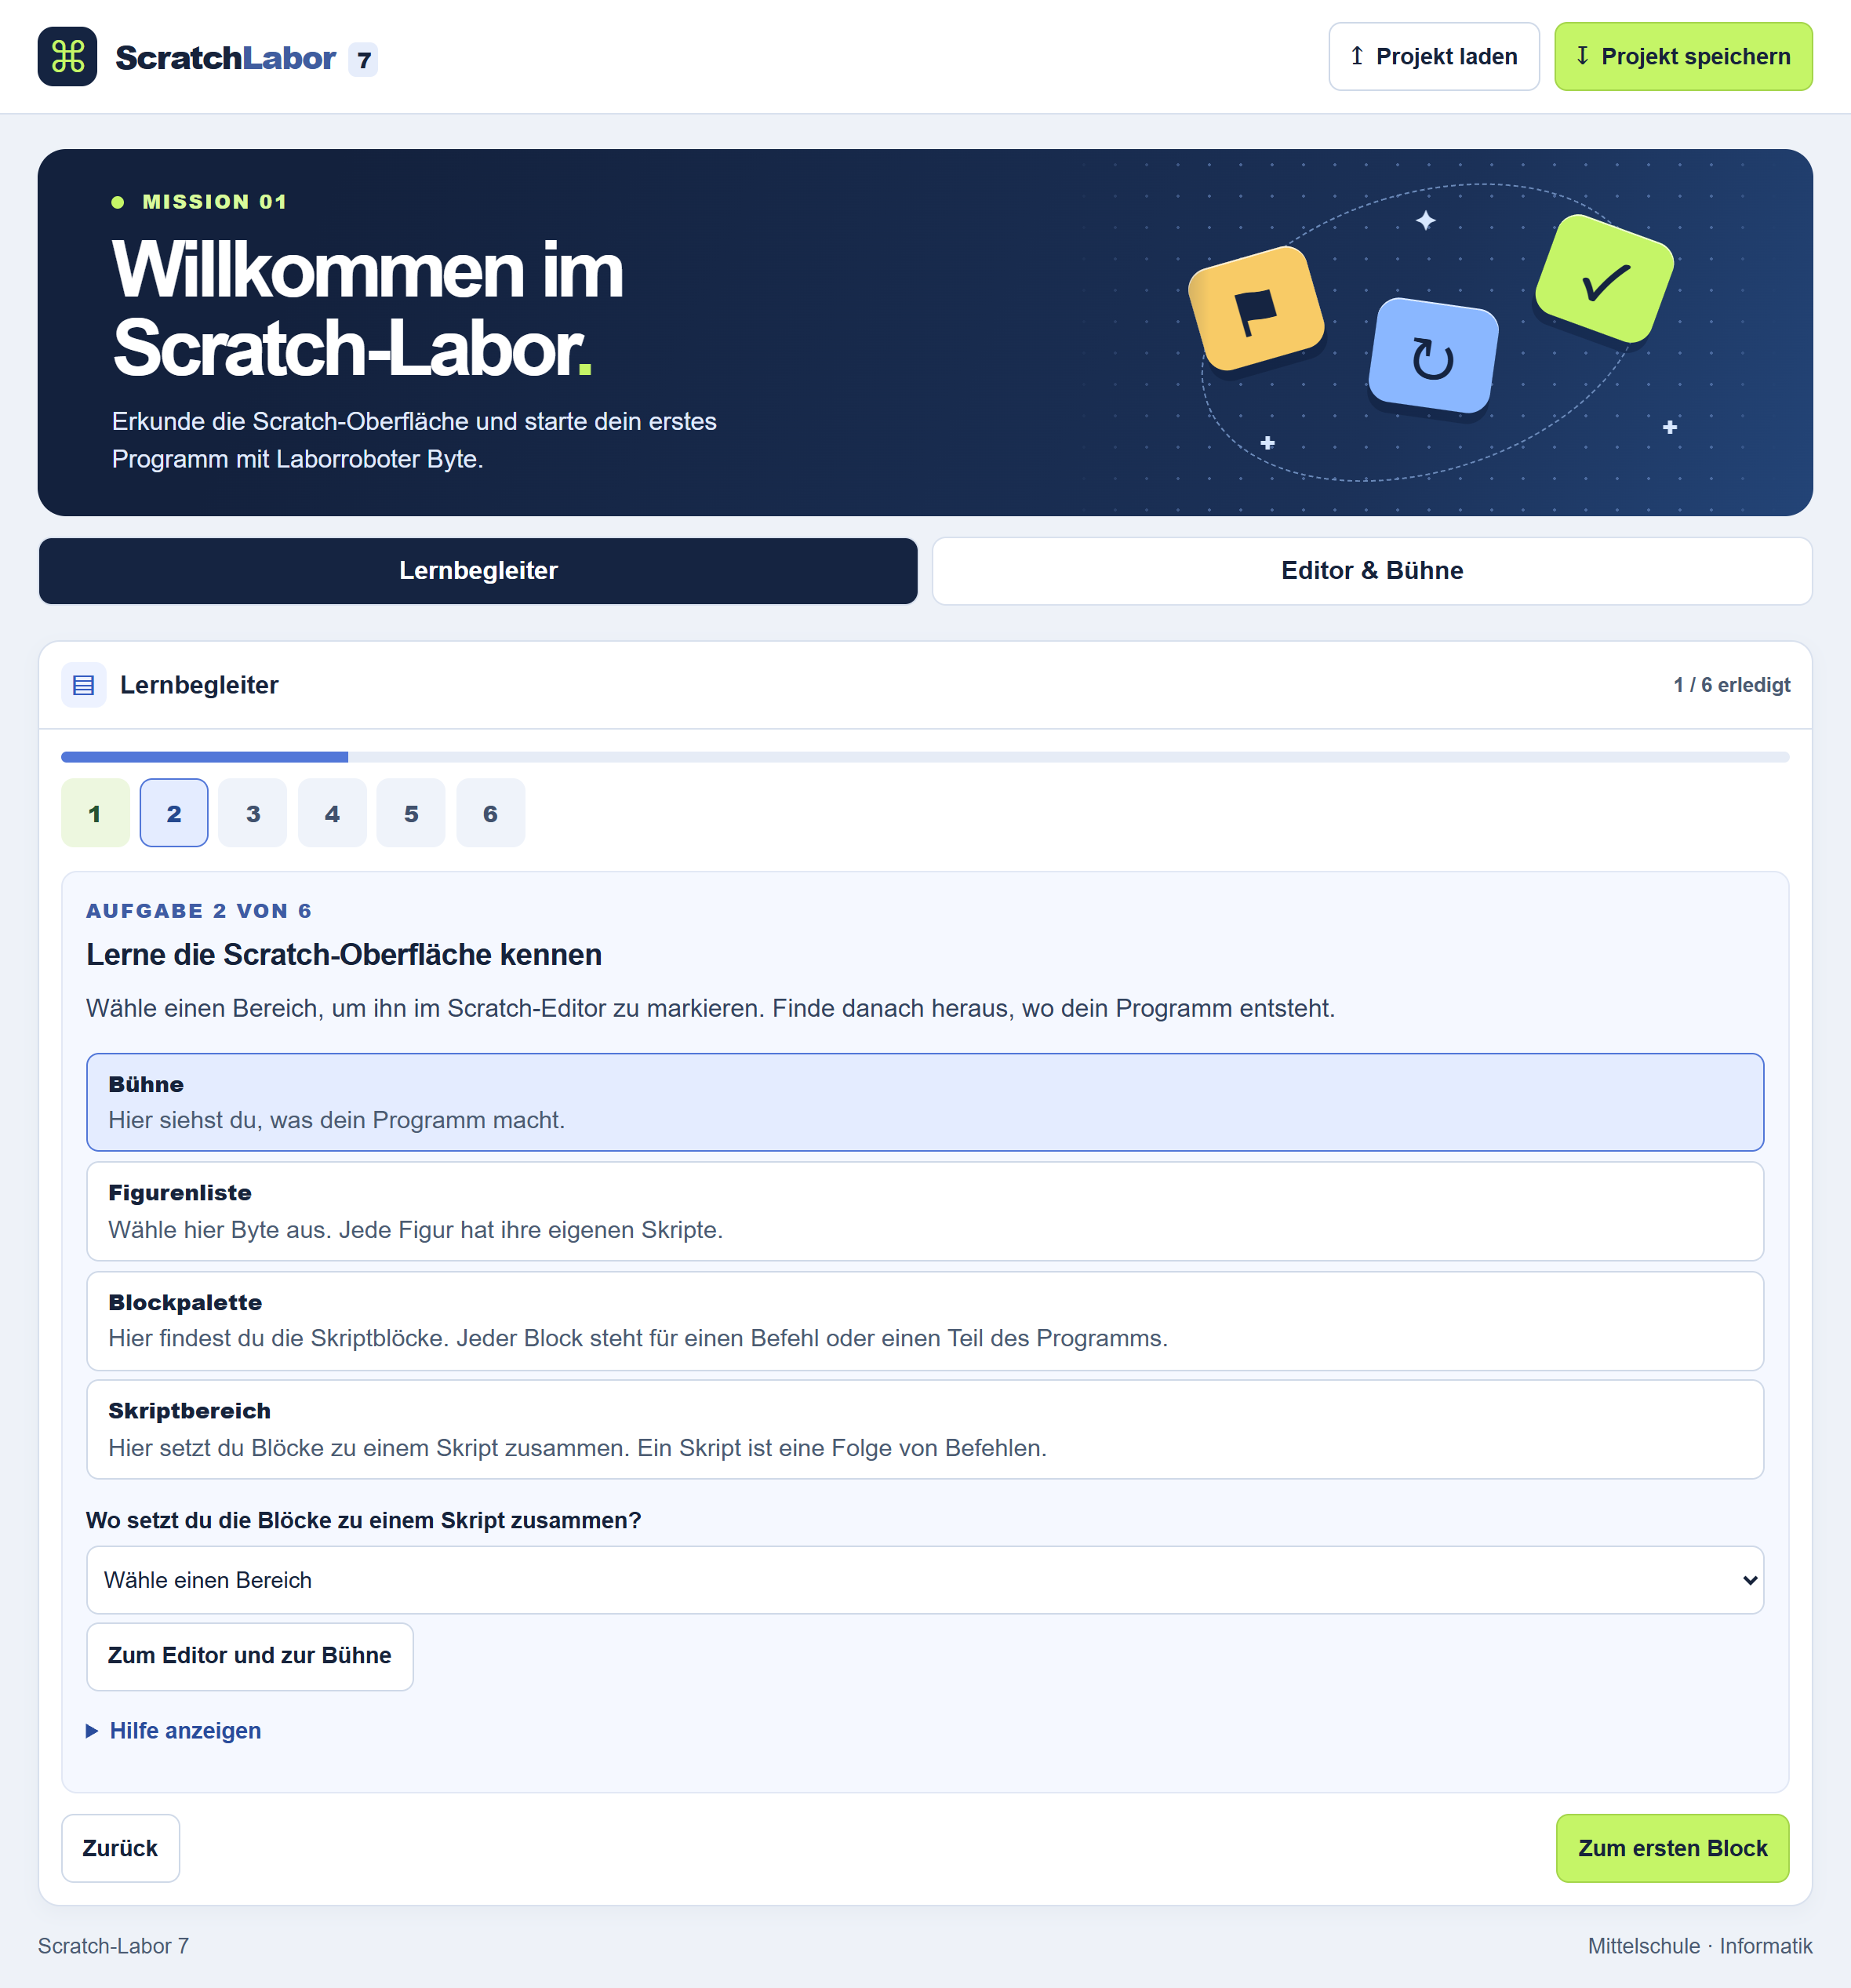 ScratchLabor 7
Projekt laden
Projekt speichern
MISSION 01
Willkommen im
Scratch-Labor.
Erkunde die Scratch-Oberfläche und starte dein erstes
Programm mit Laborroboter Byte.
Lernbegleiter
Editor & Bühne
Lernbegleiter
1 / 6 erledigt
1
2
3
4
5
6
AUFGABE 2 VON 6
Lerne die Scratch-Oberfläche kennen
Wähle einen Bereich, um ihn im Scratch-Editor zu markieren. Finde danach heraus, wo dein Programm entsteht.
Bühne
Hier siehst du, was dein Programm macht.
Figurenliste
Wähle hier Byte aus. Jede Figur hat ihre eigenen Skripte.
Blockpalette
Hier findest du die Skriptblöcke. Jeder Block steht für einen Befehl oder einen Teil des Programms.
Skriptbereich
Hier setzt du Blöcke zu einem Skript zusammen. Ein Skript ist eine Folge von Befehlen.
Wo setzt du die Blöcke zu einem Skript zusammen?
Wähle einen Bereich
Zum Editor und zur Bühne
Hilfe anzeigen
Zurück
Zum ersten Block
Scratch-Labor 7
Mittelschule · Informatik